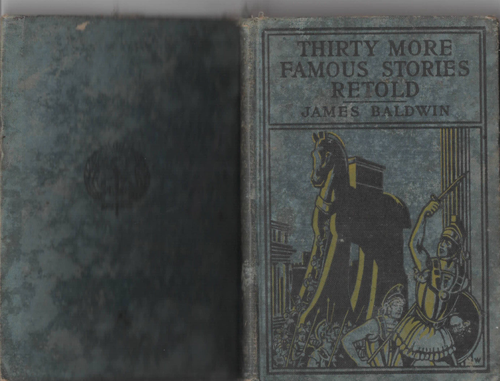 THIRTY MORE
FAMOUS STORIES
RETOLD
JAMES BALDWIN